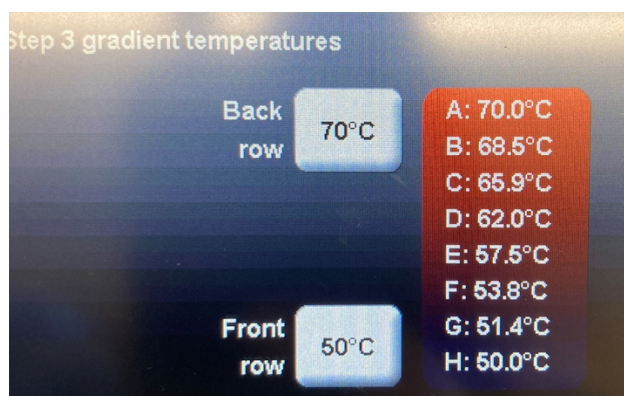 Step 3 gradient temperatures
Back row
70°C
A: 70.0°C
B: 68.5°C
C: 65.9°C
D: 62.0°C
E: 57.5°C
F: 53.8°C
G: 51.4°C
H: 50.0°C
Front row
50°C